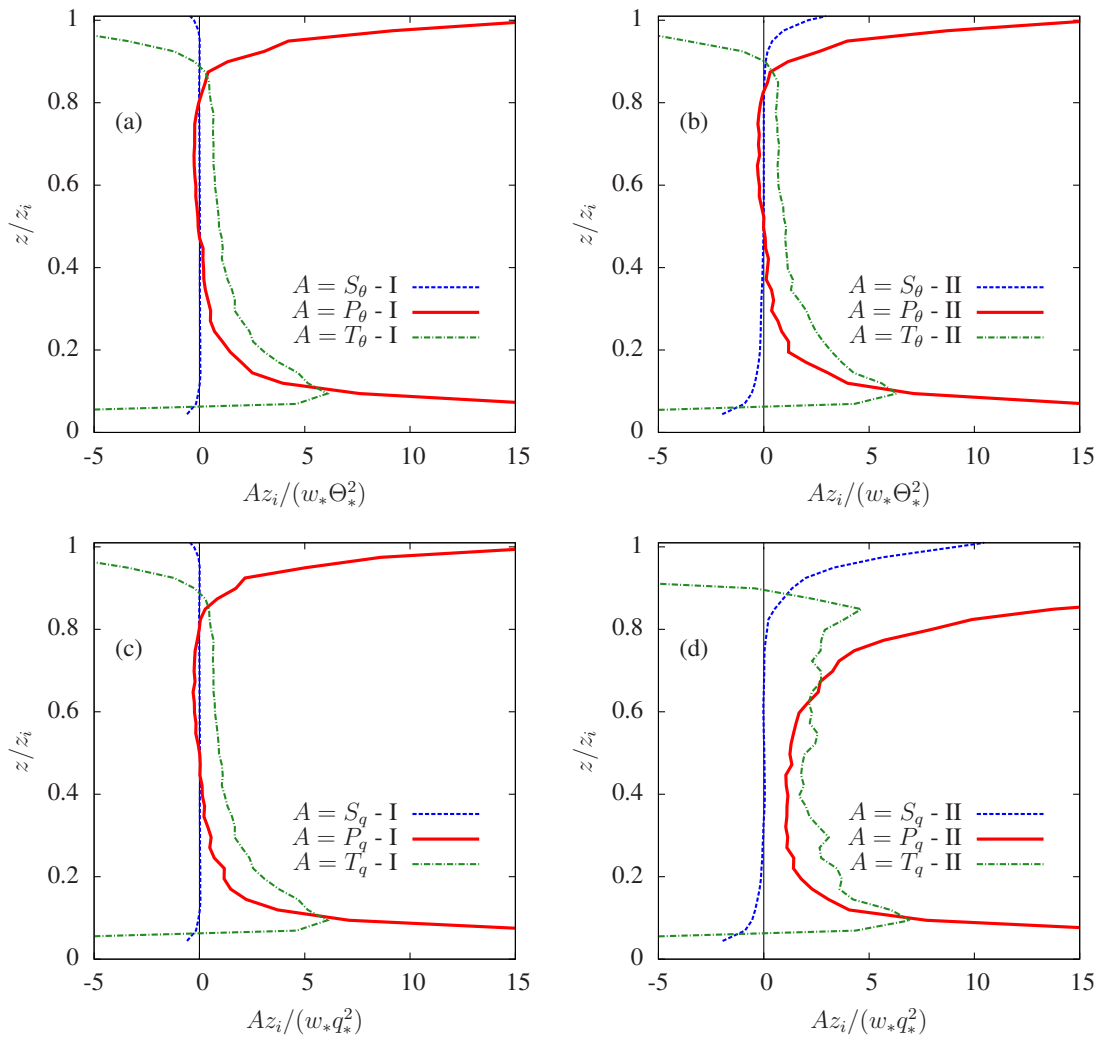 1
0.8
0.6
0.4
0.2
0
z/z_i
(a)
A = S_θ - I
A = P_θ - I
A = T_θ - I
-5 0 5 10 15
Az_i/(w_*Θ_*^2)
1
0.8
0.6
0.4
0.2
0
z/z_i
(b)
A = S_θ - II
A = P_θ - II
A = T_θ - II
-5 0 5 10 15
Az_i/(w_*Θ_*^2)
1
0.8
0.6
0.4
0.2
0
z/z_i
(c)
A = S_q - I
A = P_q - I
A = T_q - I
-5 0 5 10 15
Az_i/(w_*q_*^2)
1
0.8
0.6
0.4
0.2
0
z/z_i
(d)
A = S_q - II
A = P_q - II
A = T_q - II
-5 0 5 10 15
Az_i/(w_*q_*^2)